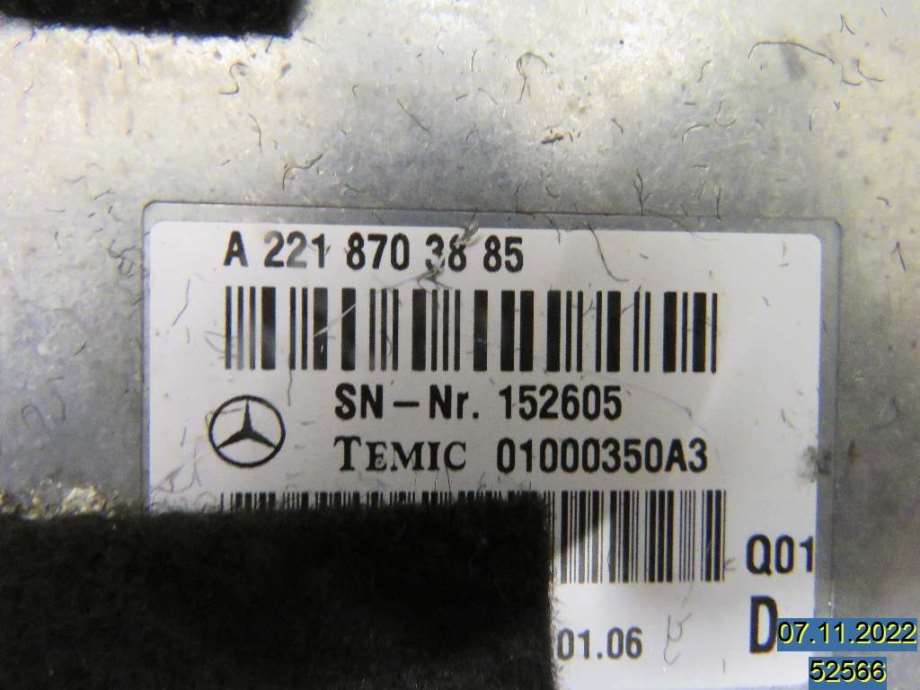 A 221 870 38 85
SN-Nr. 152605
TEMIC 01000350A3
Q01
01.06
D
07.11.2022
52566